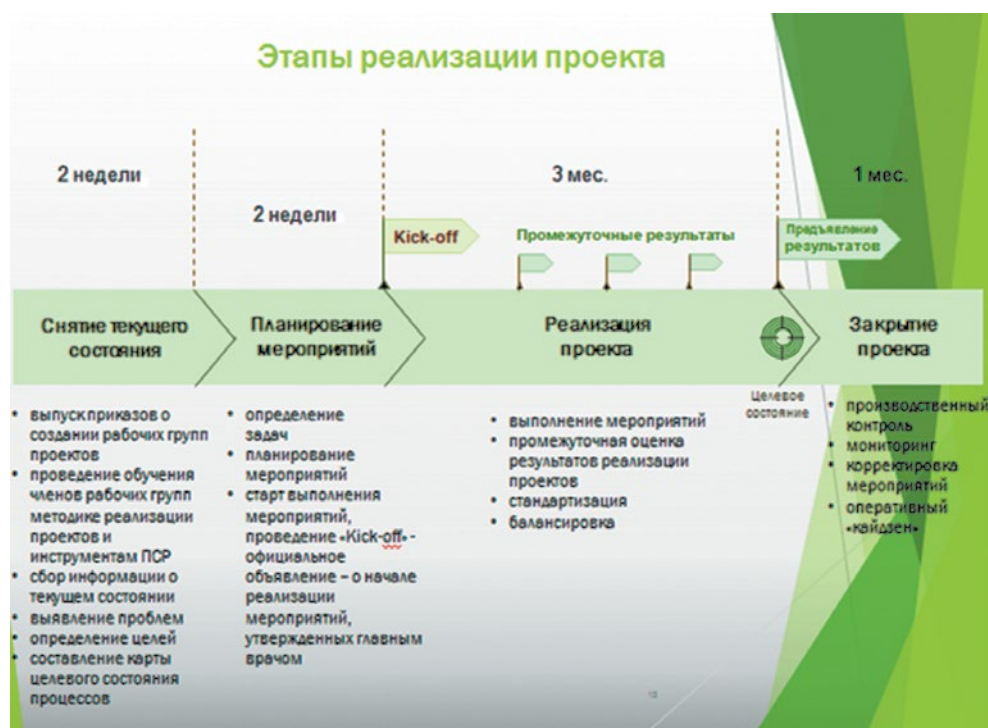 Этапы реализации проекта
2 недели
2 недели
3 мес.
1 мес.
Kick-off
Промежуточные результаты
Предъявление
результатов
Снятие текущего
состояния
Планирование
мероприятий
Реализация
проекта
Закрытие
проекта
Целевое
состояние
• выпуск приказов о
создании рабочих групп
проектов
• проведение обучения
членов рабочих групп
методике реализации
проектов и
инструментам ПСР
• сбор информации о
текущем состоянии
• выявление проблем
• определение целей
• составление карты
целевого состояния
процессов
• определение
задач
• планирование
мероприятий
• старт выполнения
мероприятий,
проведение «Kick-off» -
официальное
объявление – о начале
реализации
мероприятий,
утвержденных главным
врачом
• выполнение мероприятий
• промежуточная оценка
результатов реализации
проектов
• стандартизация
• балансировка
• производственный
контроль
• мониторинг
• корректировка
мероприятий
• оперативный
«кайдзен»